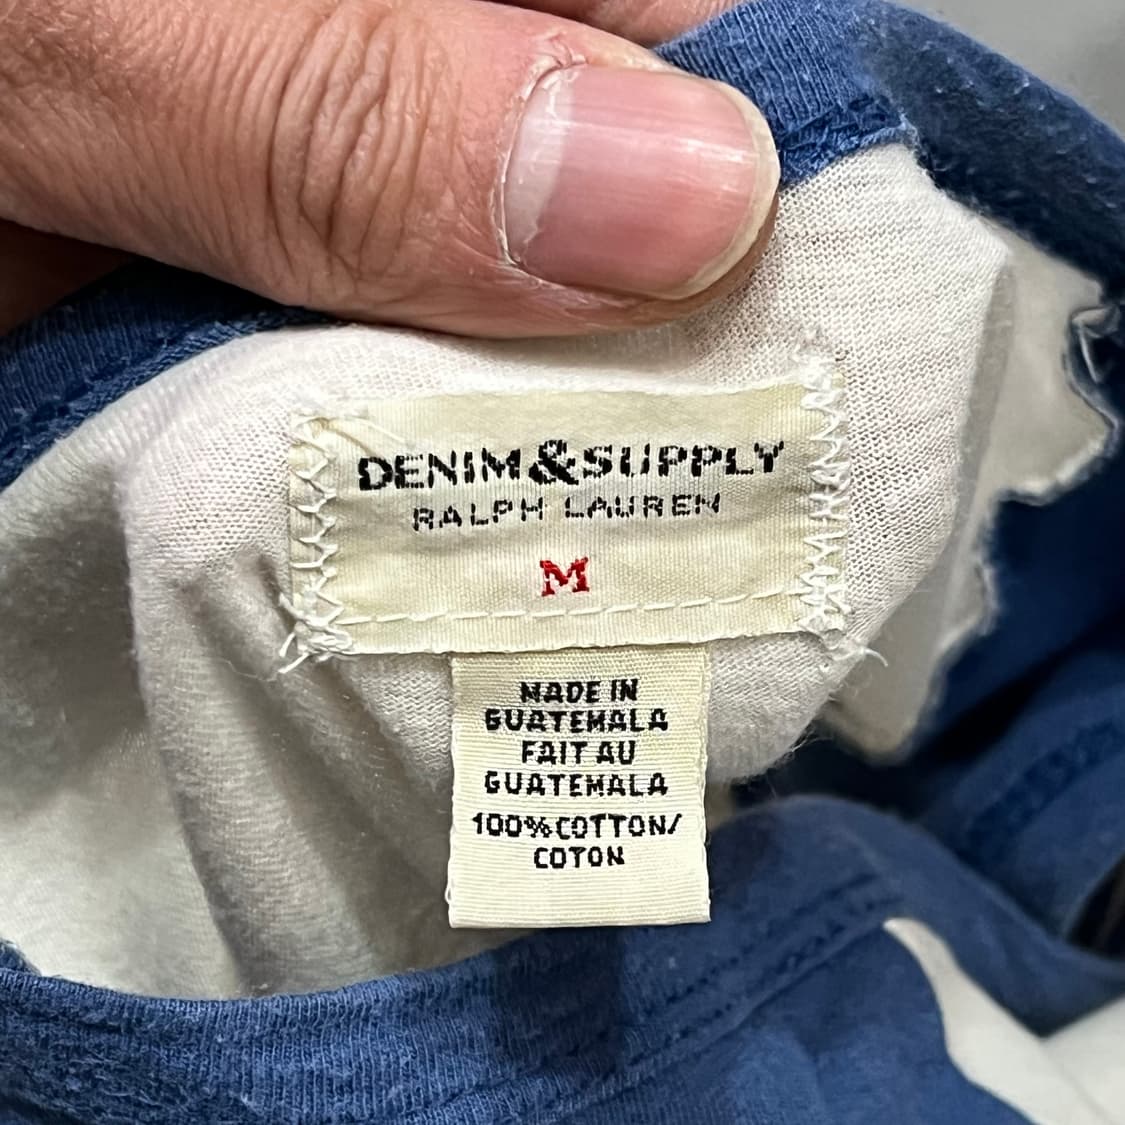 DENIM&SUPPLY
RALPH LAUREN
M
MADE IN
GUATEMALA
FAIT AU
GUATEMALA
100%COTTON/
COTON